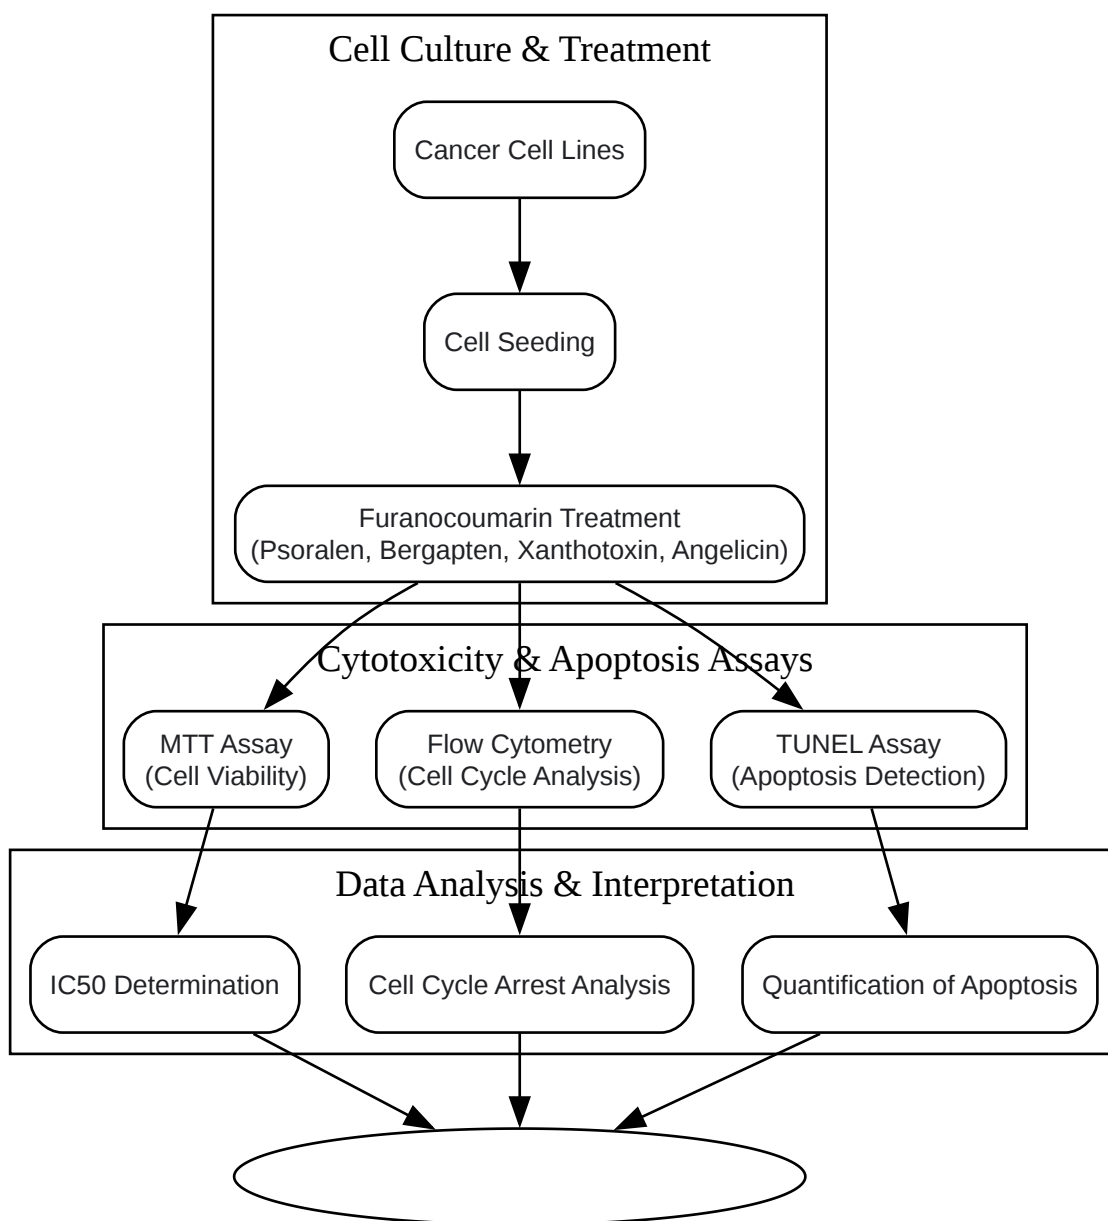 Cell Culture & Treatment
Cancer Cell Lines
Cell Seeding
Furanocoumarin Treatment
(Psoralen, Bergapten, Xanthotoxin, Angelicin)
Cytotoxicity & Apoptosis Assays
MTT Assay
(Cell Viability)
Flow Cytometry
(Cell Cycle Analysis)
TUNEL Assay
(Apoptosis Detection)
Data Analysis & Interpretation
IC50 Determination
Cell Cycle Arrest Analysis
Quantification of Apoptosis